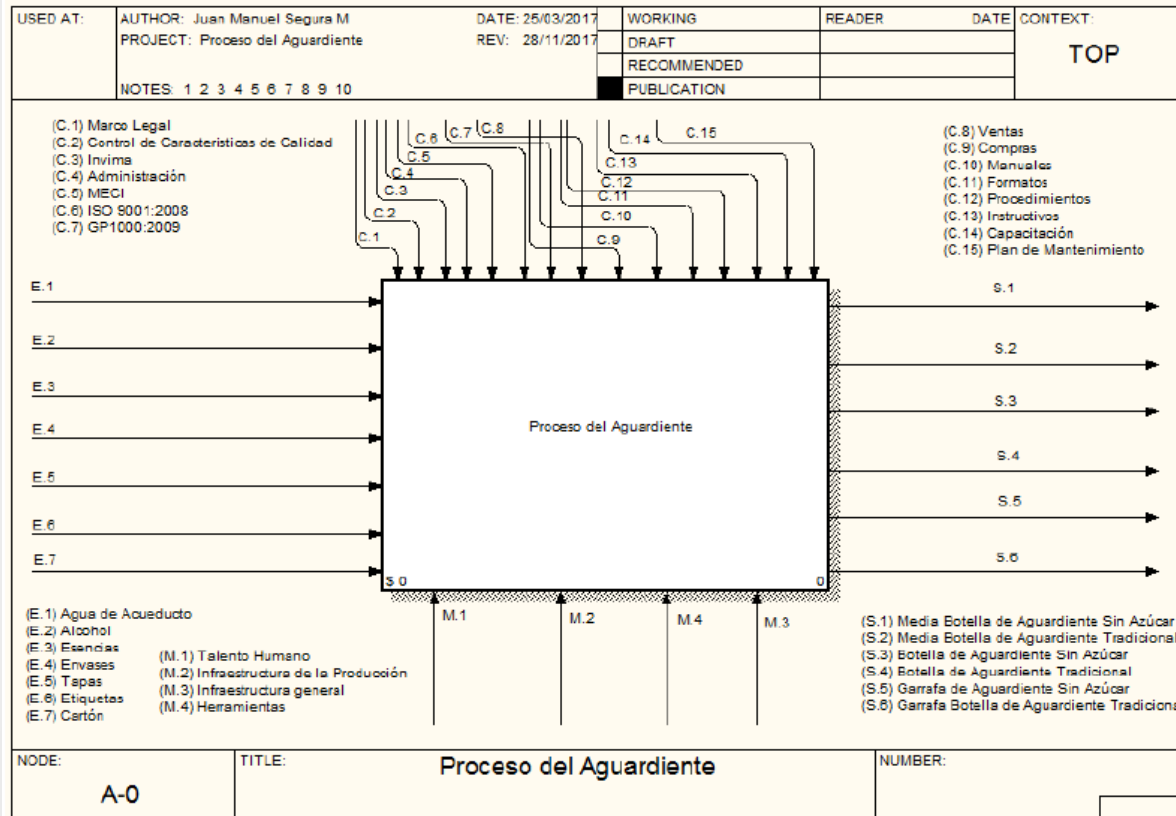 USED AT:
AUTHOR: Juan Manuel Segura M
DATE: 25/03/2017
PROJECT: Proceso del Aguardiente
REV: 28/11/2017
NOTES: 1 2 3 4 5 6 7 8 9 10
WORKING
DRAFT
RECOMMENDED
PUBLICATION
READER
DATE
CONTEXT:
TOP
(C.1) Marco Legal
(C.2) Control de Características de Calidad
(C.3) Invima
(C.4) Administración
(C.5) MECI
(C.6) ISO 9001:2008
(C.7) GP1000:2009
C.1
C.2
C.3
C.4
C.5
C.6
C.7
C.8
C.9
C.10
C.11
C.12
C.13
C.14
C.15
(C.8) Ventas
(C.9) Compras
(C.10) Manuales
(C.11) Formatos
(C.12) Procedimientos
(C.13) Instructivos
(C.14) Capacitación
(C.15) Plan de Mantenimiento
E.1
E.2
E.3
E.4
E.5
E.6
E.7
Proceso del Aguardiente
$ 0
0
S.1
S.2
S.3
S.4
S.5
S.6
M.1
M.2
M.4
M.3
(E.1) Agua de Acueducto
(E.2) Alcohol
(E.3) Esencias
(E.4) Envases
(E.5) Tapas
(E.6) Etiquetas
(E.7) Cartón
(M.1) Talento Humano
(M.2) Infraestructura de la Producción
(M.3) Infraestructura general
(M.4) Herramientas
(S.1) Media Botella de Aguardiente Sin Azúcar
(S.2) Media Botella de Aguardiente Tradicional
(S.3) Botella de Aguardiente Sin Azúcar
(S.4) Botella de Aguardiente Tradicional
(S.5) Garrafa de Aguardiente Sin Azúcar
(S.6) Garrafa Botella de Aguardiente Tradiciona
NODE:
A-0
TITLE:
Proceso del Aguardiente
NUMBER: